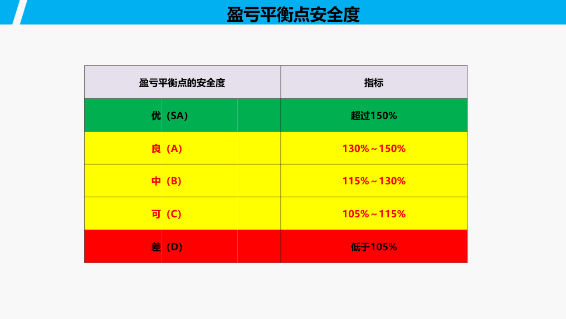 盈亏平衡点安全度
盈亏平衡点的安全度 指标
优（SA） 超过150%
良（A） 130%～150%
中（B） 115%～130%
可（C） 105%～115%
差（D） 低于105%